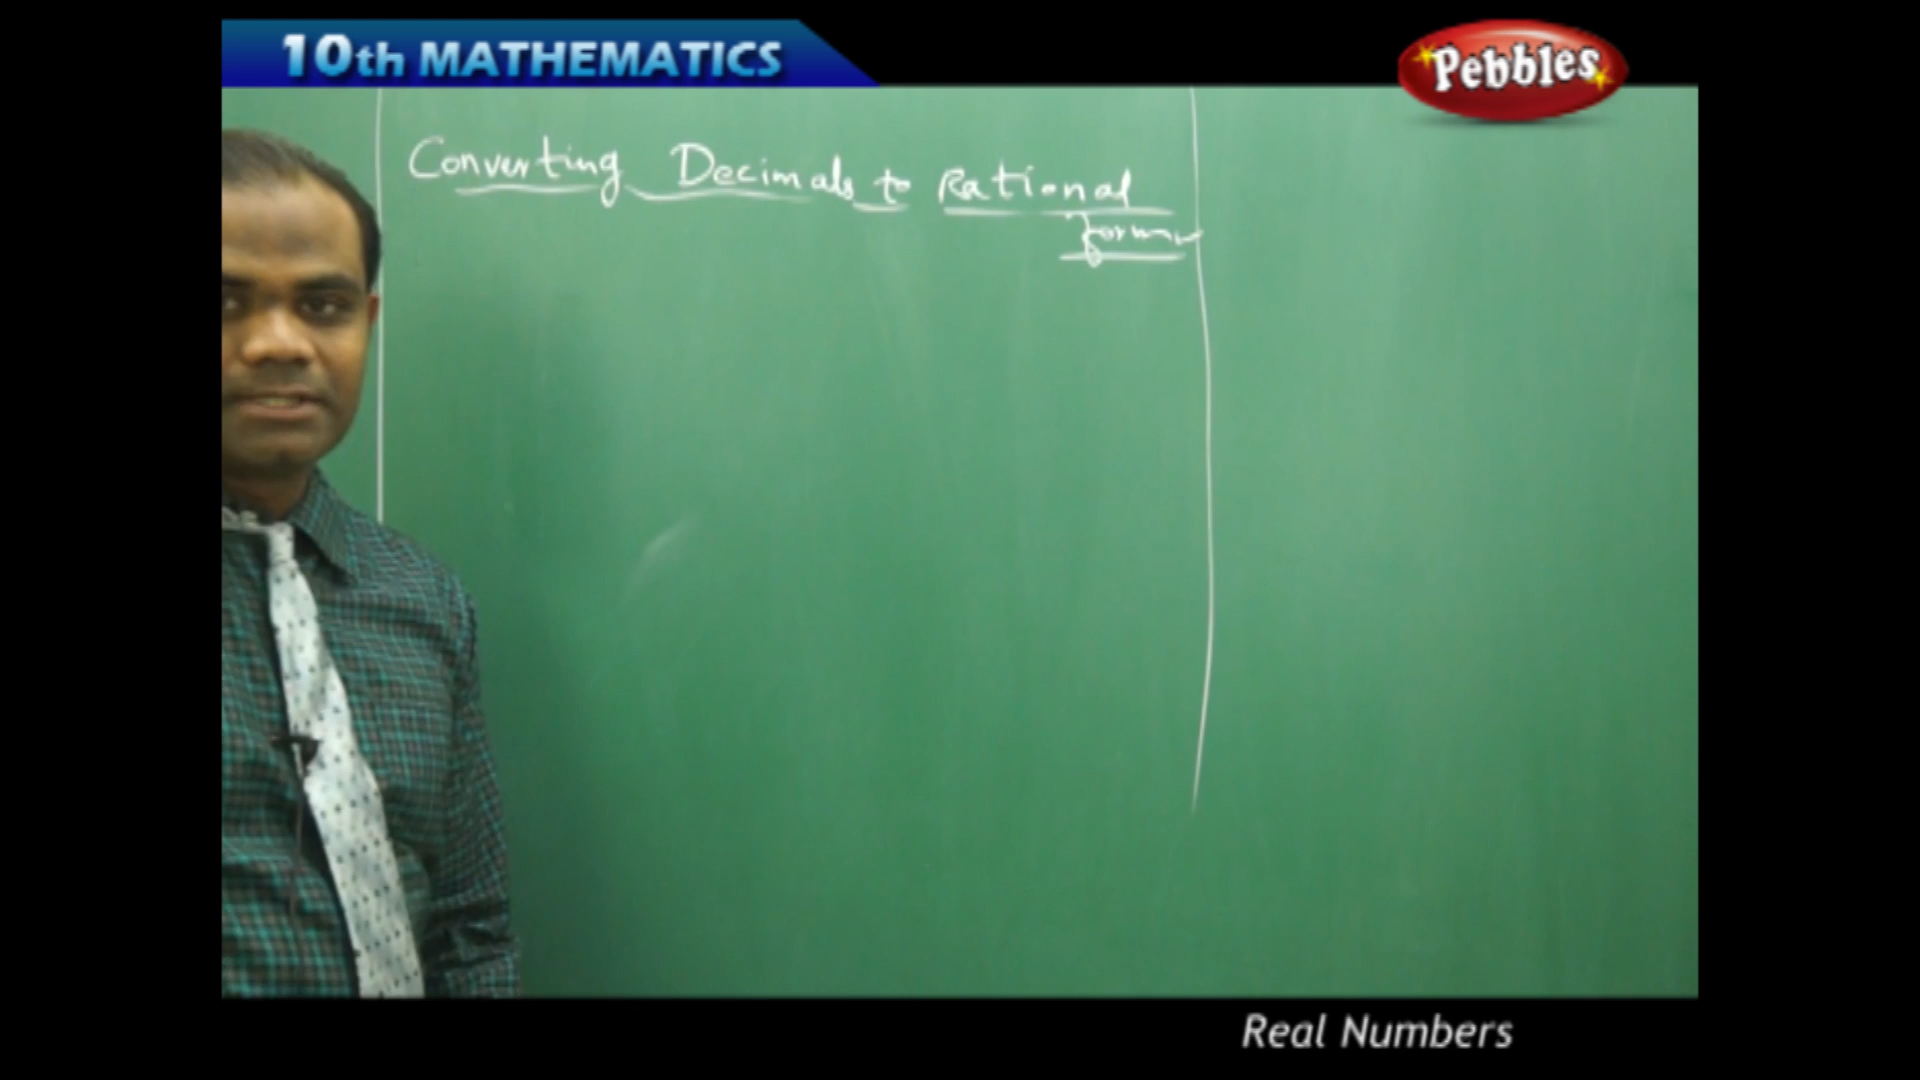 10th MATHEMATICS
Pebbles
Converting Decimals to Rational
form
Real Numbers